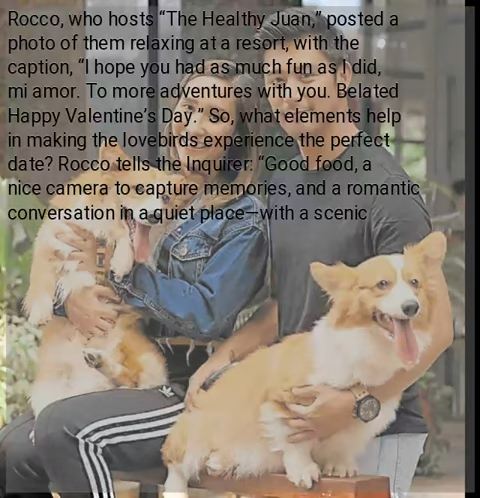 Rocco, who hosts “The Healthy Juan,” posted a
photo of them relaxing at a resort, with the
caption, “I hope you had as much fun as I did,
mi amor. To more adventures with you. Belated
Happy Valentine’s Day.” So, what elements help
in making the lovebirds experience the perfect
date? Rocco tells the Inquirer: “Good food, a
nice camera to capture memories, and a romantic
conversation in a quiet place—with a scenic